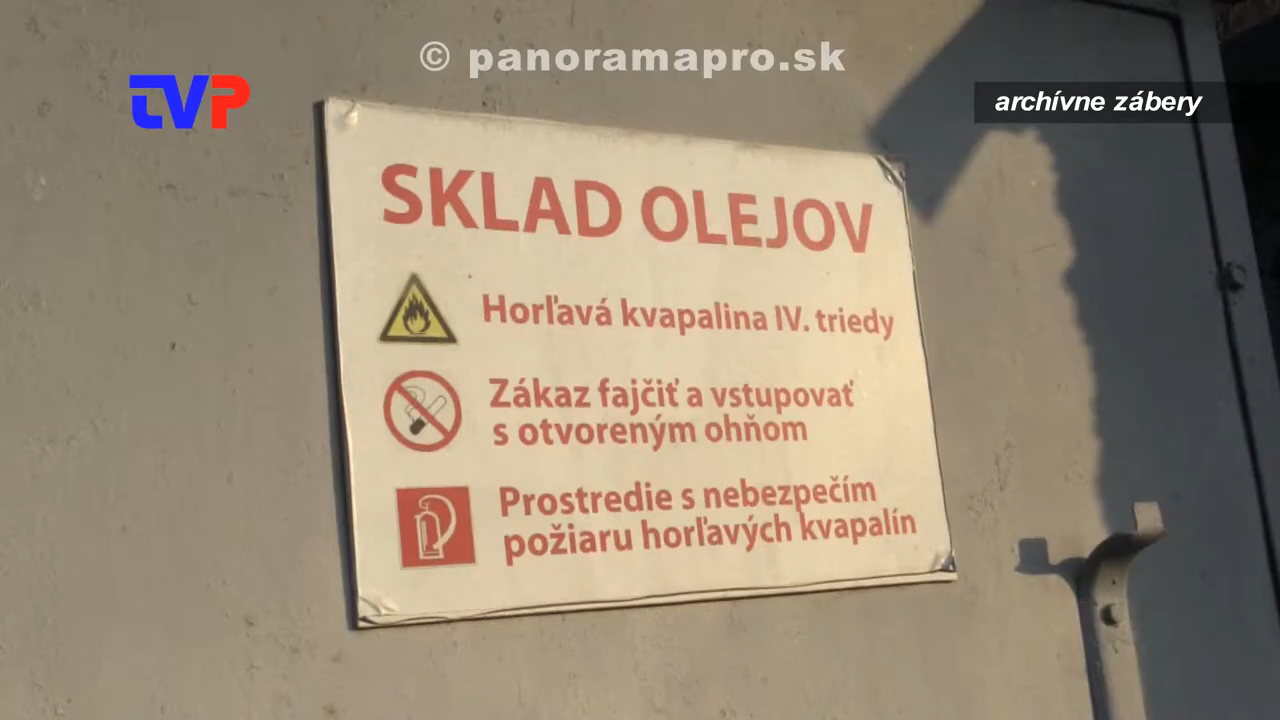 © panoramapro.sk
TVP
archívne zábery
SKLAD OLEJOV
Horľavá kvapalina IV. triedy
Zákaz fajčiť a vstupovať
s otvoreným ohňom
Prostredie s nebezpečím
požiaru horľavých kvapalín